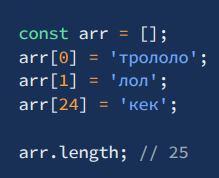 const arr = [];
arr[0] = 'трололо';
arr[1] = 'лол';
arr[24] = 'кек';
arr.length; // 25